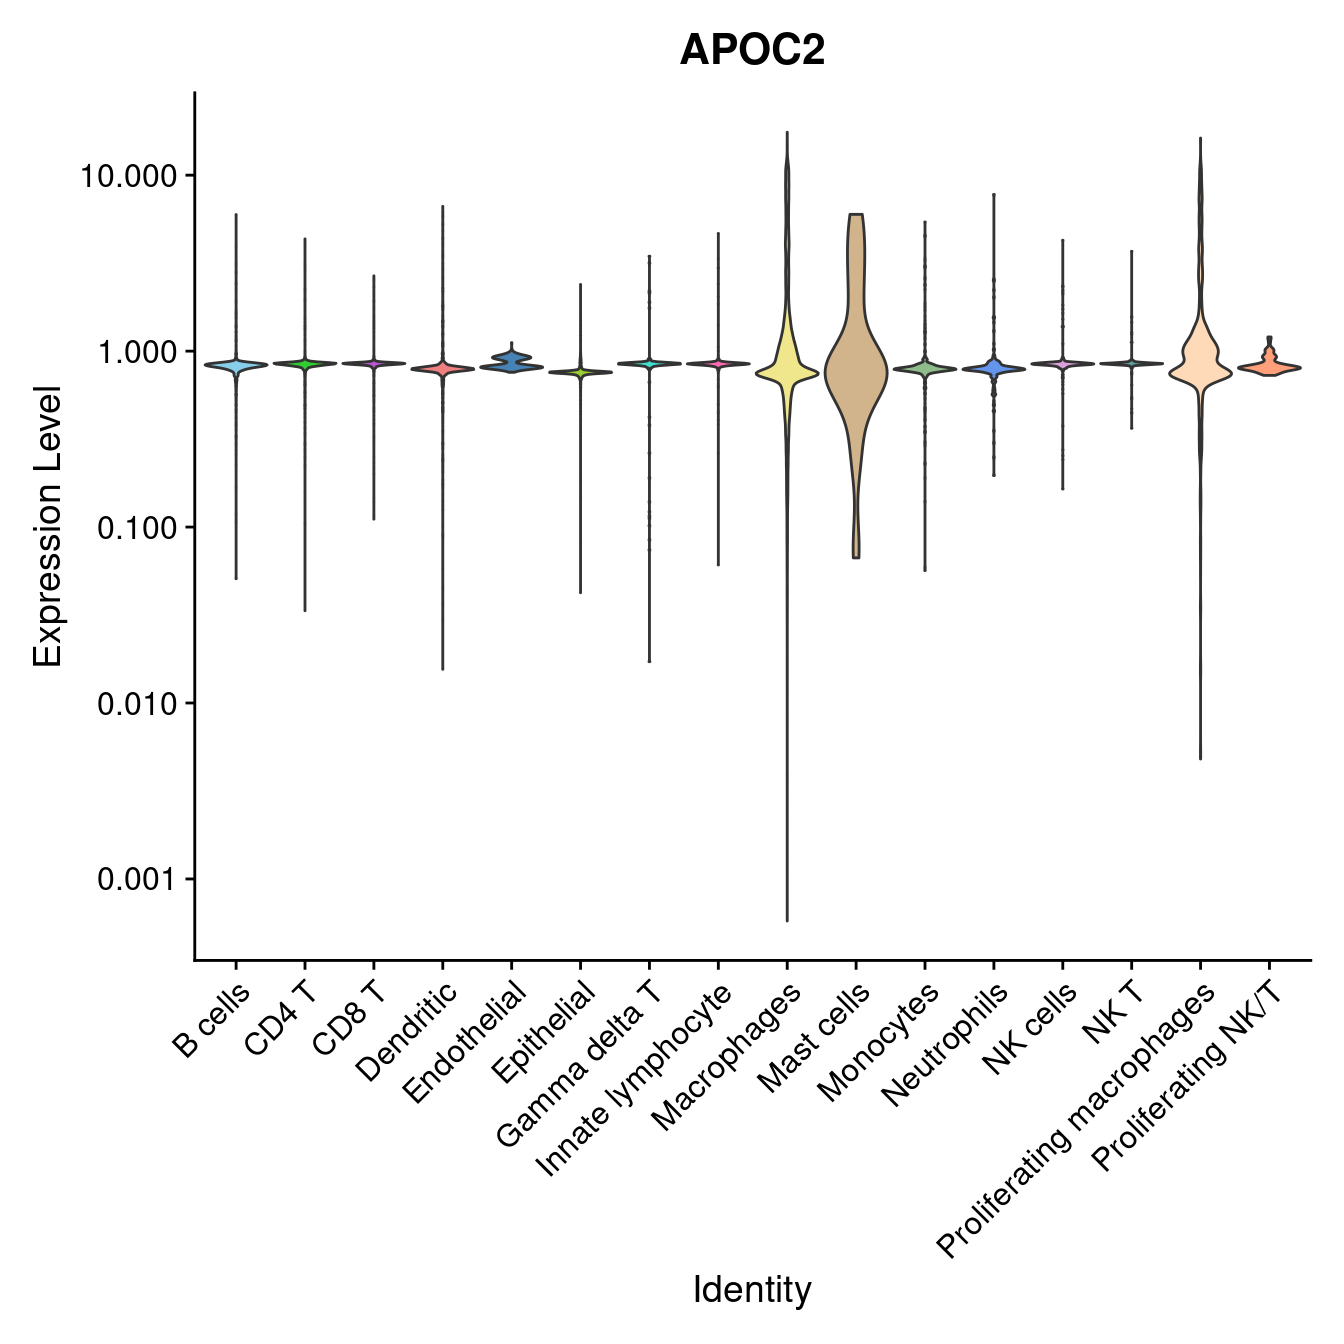 APOC2
Expression Level
10.000
1.000
0.100
0.010
0.001
B cells
CD4 T
CD8 T
Dendritic
Endothelial
Epithelial
Gamma delta T
Innate lymphocyte
Macrophages
Mast cells
Monocytes
Neutrophils
NK cells
NK T
Proliferating macrophages
Proliferating NK/T
Identity